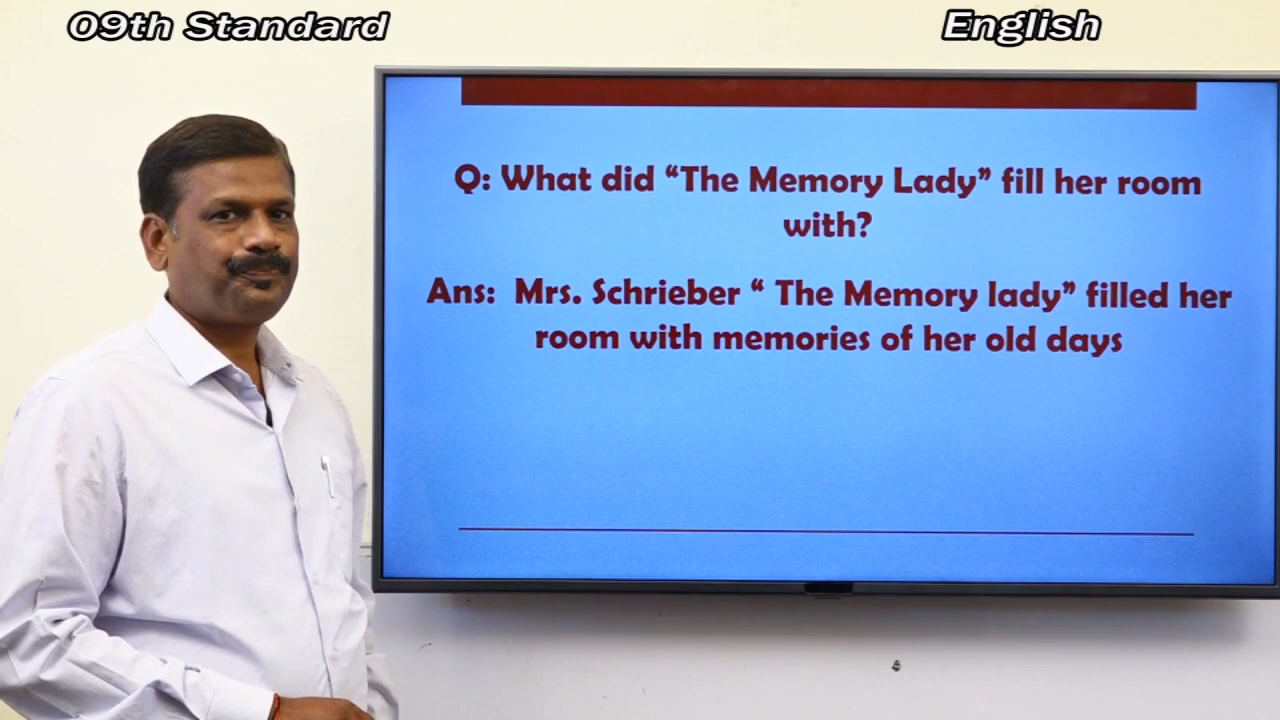 09th Standard
English
Q: What did “The Memory Lady” fill her room
with?
Ans:  Mrs. Schrieber “ The Memory lady” filled her
room with memories of her old days